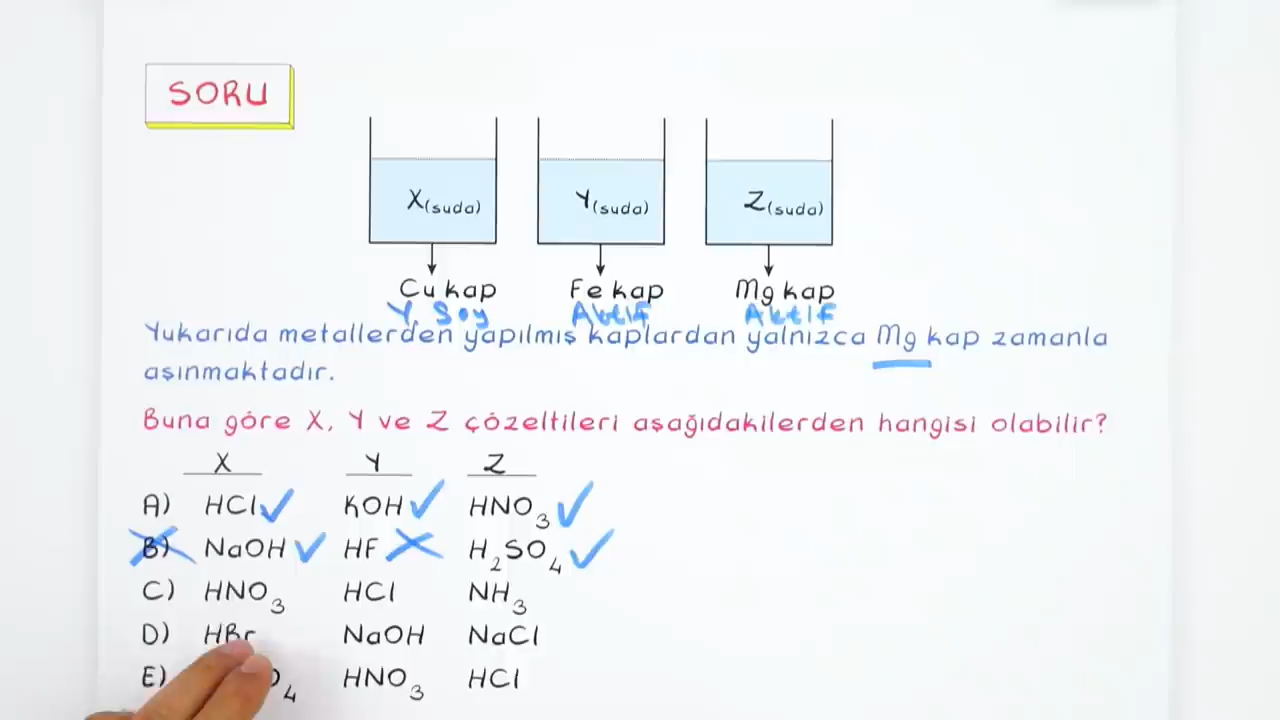 SORU
X(suda) Y(suda) Z(suda)
Cu kap Fe kap Mg kap
Y. Soy Aktif Aktif
Yukarıda metallerden yapılmış kaplardan yalnızca Mg kap zamanla
aşınmaktadır.
Buna göre X, Y ve Z çözeltileri aşağıdakilerden hangisi olabilir?
X Y Z
A) HCl KOH HNO3
B) NaOH HF H2SO4
C) HNO3 HCl NH3
D) HBr NaOH NaCl
E) O4 HNO3 HCl